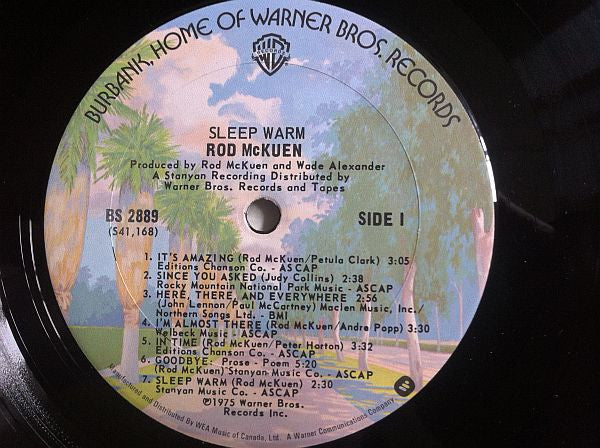 BURBANK, HOME OF WARNER BROS. RECORDS
SLEEP WARM
ROD McKUEN
Produced by Rod McKuen and Wade Alexander
A Stanyan Recording Distributed by
Warner Bros. Records and Tapes
BS 2889
(S41,168)
SIDE 1
1. IT'S AMAZING (Rod McKuen/Petula Clark) 3:05
Editions Chanson Co. - ASCAP
2. SINCE YOU ASKED (Judy Collins) 2:38
Rocky Mountain National Park Music - ASCAP
3. HERE, THERE, AND EVERYWHERE 2:56
(John Lennon/Paul McCartney) Maclen Music, Inc./
Northern Songs Ltd. - BMI
4. I'M ALMOST THERE (Rod McKuen/Andre Popp) 3:30
Welbeck Music - ASCAP
5. IN TIME (Rod McKuen/Peter Horton) 3:32
Editions Chanson Co. - ASCAP
6. GOODBYE: Prose - Poem 5:20
(Rod McKuen) Stanyan Music Co. - ASCAP
7. SLEEP WARM (Rod McKuen) 2:30
Stanyan Music Co. - ASCAP
℗1975 Warner Bros.
Records Inc.
Manufactured and Distributed By WEA Music of Canada, Ltd. A Warner Communications Company